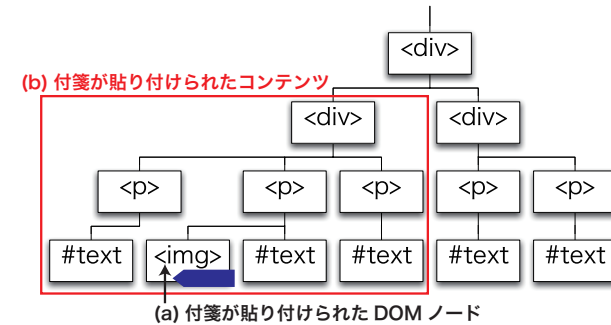 <div>
(b) 付箋が貼り付けられたコンテンツ
<div> <div>
<p> <p> <p> <p> <p>
#text <img> #text #text #text #text
(a) 付箋が貼り付けられた DOM ノード